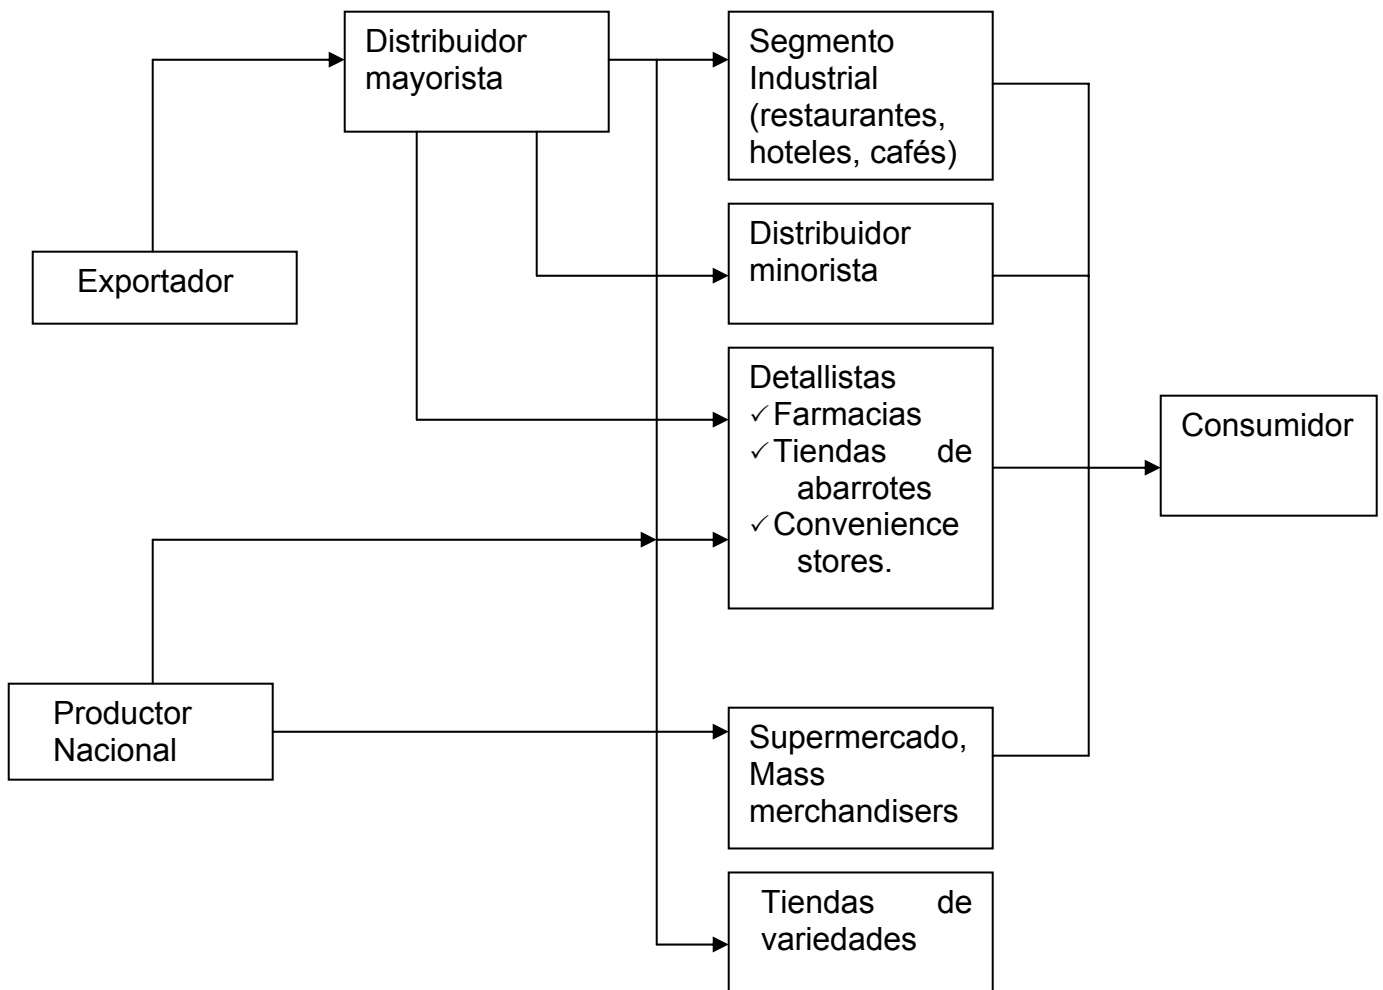 Distribuidor
mayorista
Segmento
Industrial
(restaurantes,
hoteles, cafés)
Exportador
Distribuidor
minorista
Detallistas
✓Farmacias
✓Tiendas de
abarrotes
✓Convenience
stores.
Consumidor
Productor
Nacional
Supermercado,
Mass
merchandisers
Tiendas de
variedades